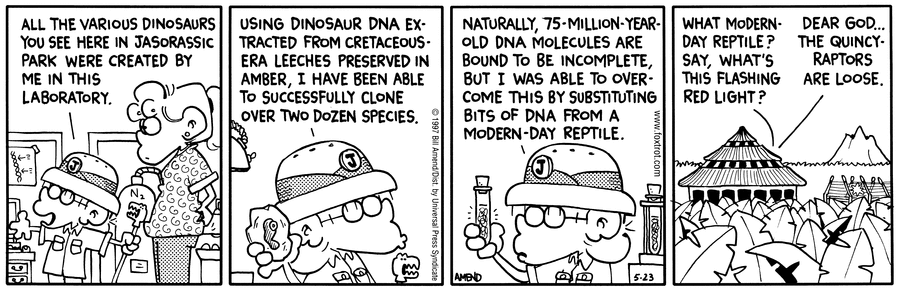 ALL THE VARIOUS DINOSAURS
YOU SEE HERE IN JASORASSIC
PARK WERE CREATED BY
ME IN THIS
LABORATORY.
J
N
USING DINOSAUR DNA EX-
TRACTED FROM CRETACEOUS-
ERA LEECHES PRESERVED IN
AMBER, I HAVE BEEN ABLE
TO SUCCESSFULLY CLONE
OVER TWO DOZEN SPECIES.
J
© 1997 Bill Amend/Dist. by Universal Press Syndicate
NATURALLY, 75-MILLION-YEAR-
OLD DNA MOLECULES ARE
BOUND TO BE INCOMPLETE,
BUT I WAS ABLE TO OVER-
COME THIS BY SUBSTITUTING
BITS OF DNA FROM A
MODERN-DAY REPTILE.
J
www.foxtrot.com
AMEND
5-23
WHAT MODERN-
DAY REPTILE?
SAY, WHAT'S
THIS FLASHING
RED LIGHT?
DEAR GOD...
THE QUINCY-
RAPTORS
ARE LOOSE.